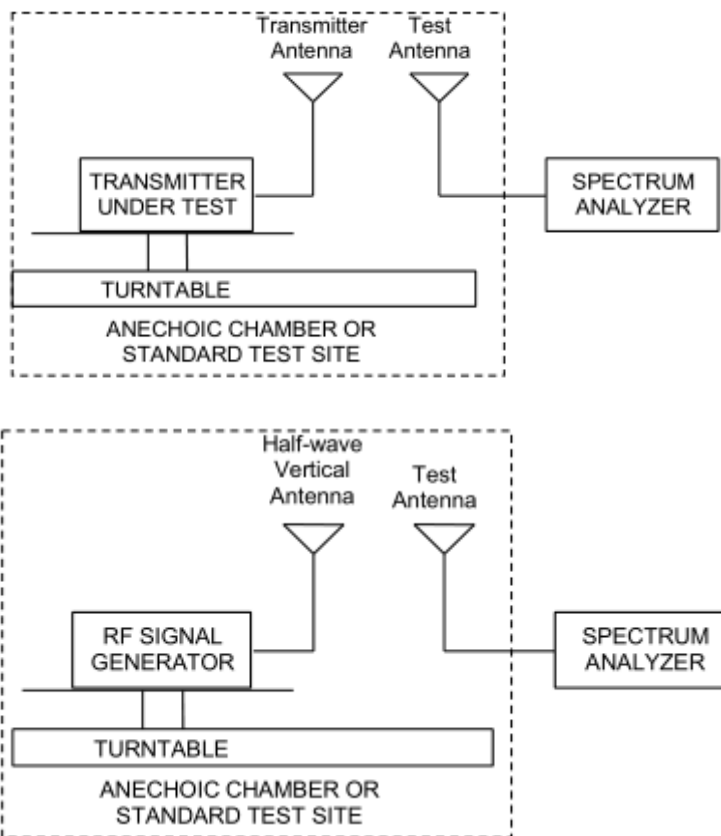 Transmitter
Antenna
Test
Antenna
TRANSMITTER
UNDER TEST
SPECTRUM
ANALYZER
TURNTABLE
ANECHOIC CHAMBER OR
STANDARD TEST SITE
Half-wave
Vertical
Antenna
Test
Antenna
RF SIGNAL
GENERATOR
SPECTRUM
ANALYZER
TURNTABLE
ANECHOIC CHAMBER OR
STANDARD TEST SITE